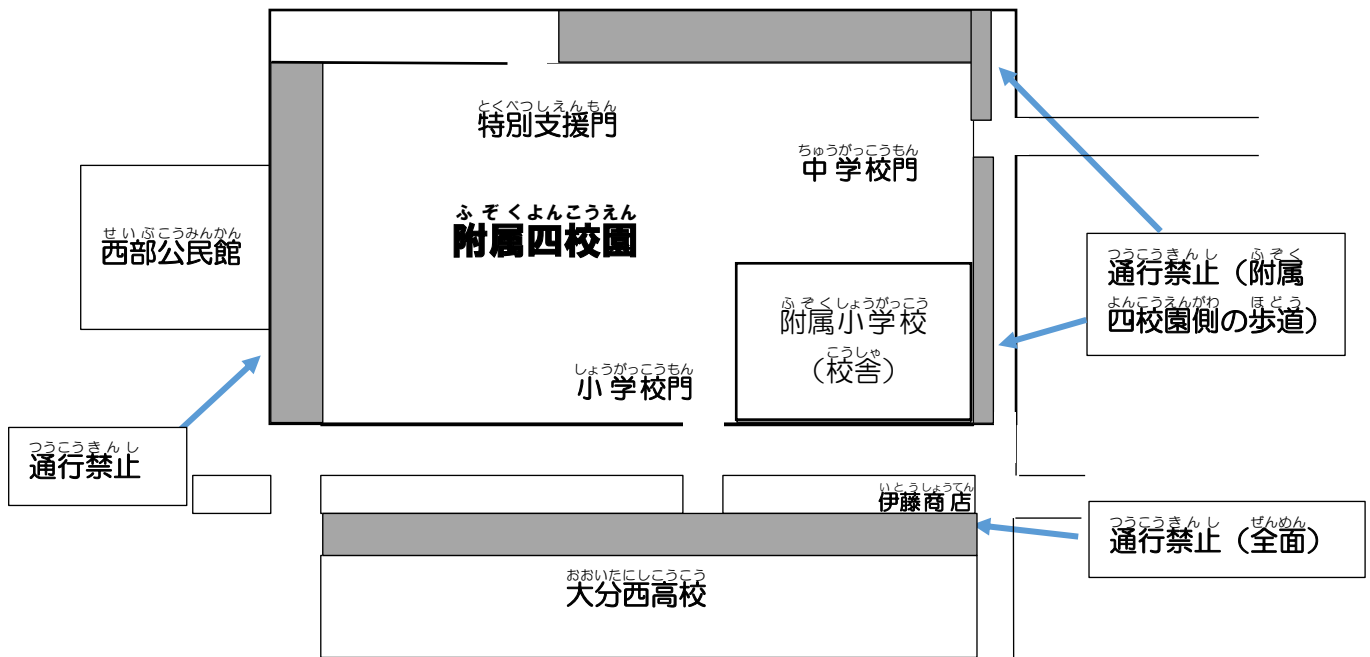 とくべつしえんもん
特別支援門
ちゅうがっこうもん
中学校門
ふぞくよんこうえん
附属四校園
せいぶこうみんかん
西部公民館
つうこうきんし ふぞく
通行禁止（附属
よんこうえんがわ ほどう
四校園側の歩道）
ふぞくしょうがっこう
附属小学校
こうしゃ
（校舎）
しょうがっこうもん
小学校門
つうこうきんし
通行禁止
いとうしょうてん
伊藤商店
つうこうきんし ぜんめん
通行禁止（全面）
おおいたにしこうこう
大分西高校